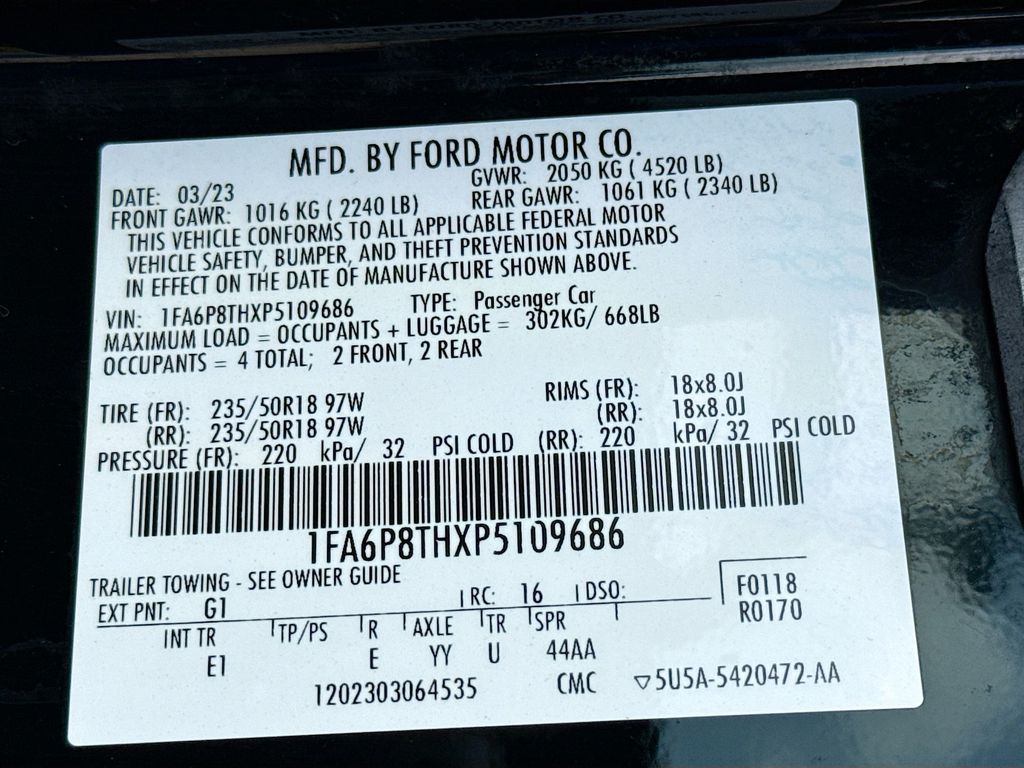 MFD. BY FORD MOTOR CO.
DATE: 03/23 GVWR: 2050 KG ( 4520 LB)
FRONT GAWR: 1016 KG ( 2240 LB) REAR GAWR: 1061 KG ( 2340 LB)
THIS VEHICLE CONFORMS TO ALL APPLICABLE FEDERAL MOTOR
VEHICLE SAFETY, BUMPER, AND THEFT PREVENTION STANDARDS
IN EFFECT ON THE DATE OF MANUFACTURE SHOWN ABOVE.
VIN: 1FA6P8THXP5109686 TYPE: Passenger Car
MAXIMUM LOAD = OCCUPANTS + LUGGAGE = 302KG/ 668LB
OCCUPANTS = 4 TOTAL; 2 FRONT, 2 REAR
TIRE (FR): 235/50R18 97W RIMS (FR): 18x8.0J
(RR): 235/50R18 97W (RR): 18x8.0J
PRESSURE (FR): 220 kPa/ 32 PSI COLD (RR): 220 kPa/ 32 PSI COLD
1FA6P8THXP5109686
TRAILER TOWING - SEE OWNER GUIDE
EXT PNT: G1 RC: 16 DSO: F0118
R0170
INT TR TP/PS R AXLE TR SPR
E1 E YY U 44AA
1202303064535 CMC ▽5U5A-5420472-AA